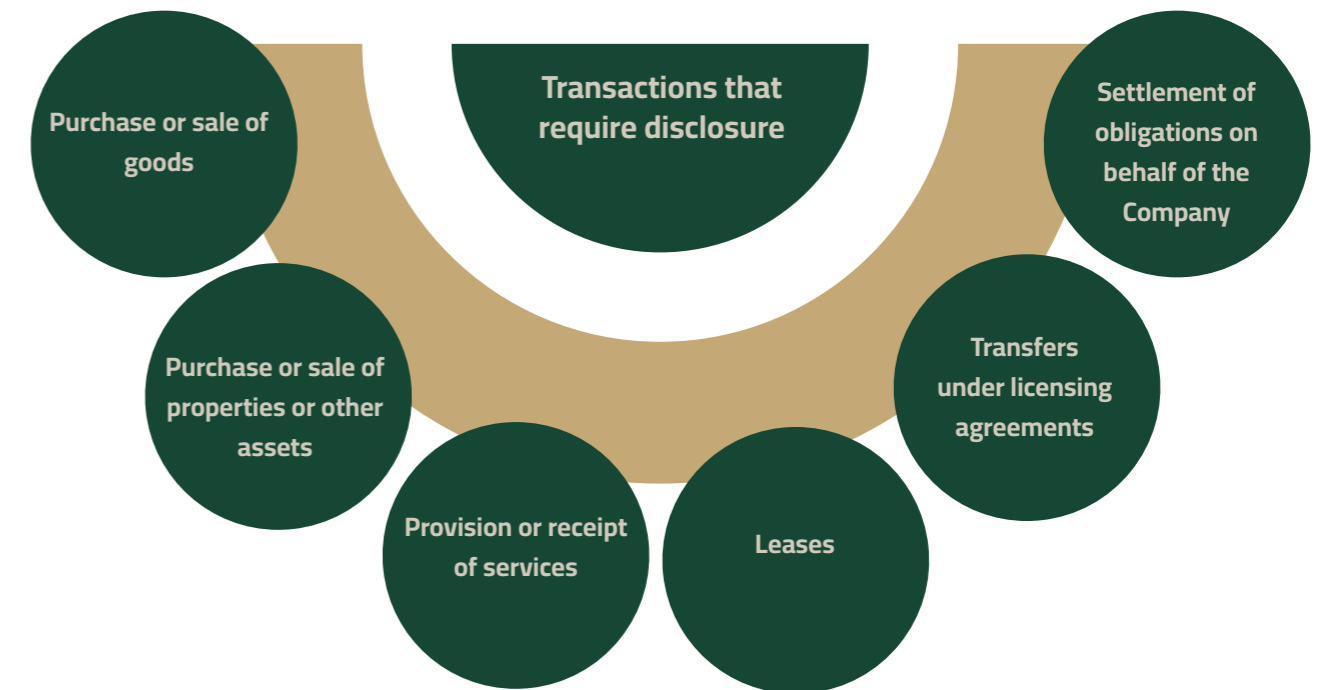 Transactions that
require disclosure
Purchase or sale of
goods
Purchase or sale of
properties or other
assets
Provision or receipt
of services
Leases
Transfers
under licensing
agreements
Settlement of
obligations on
behalf of the
Company